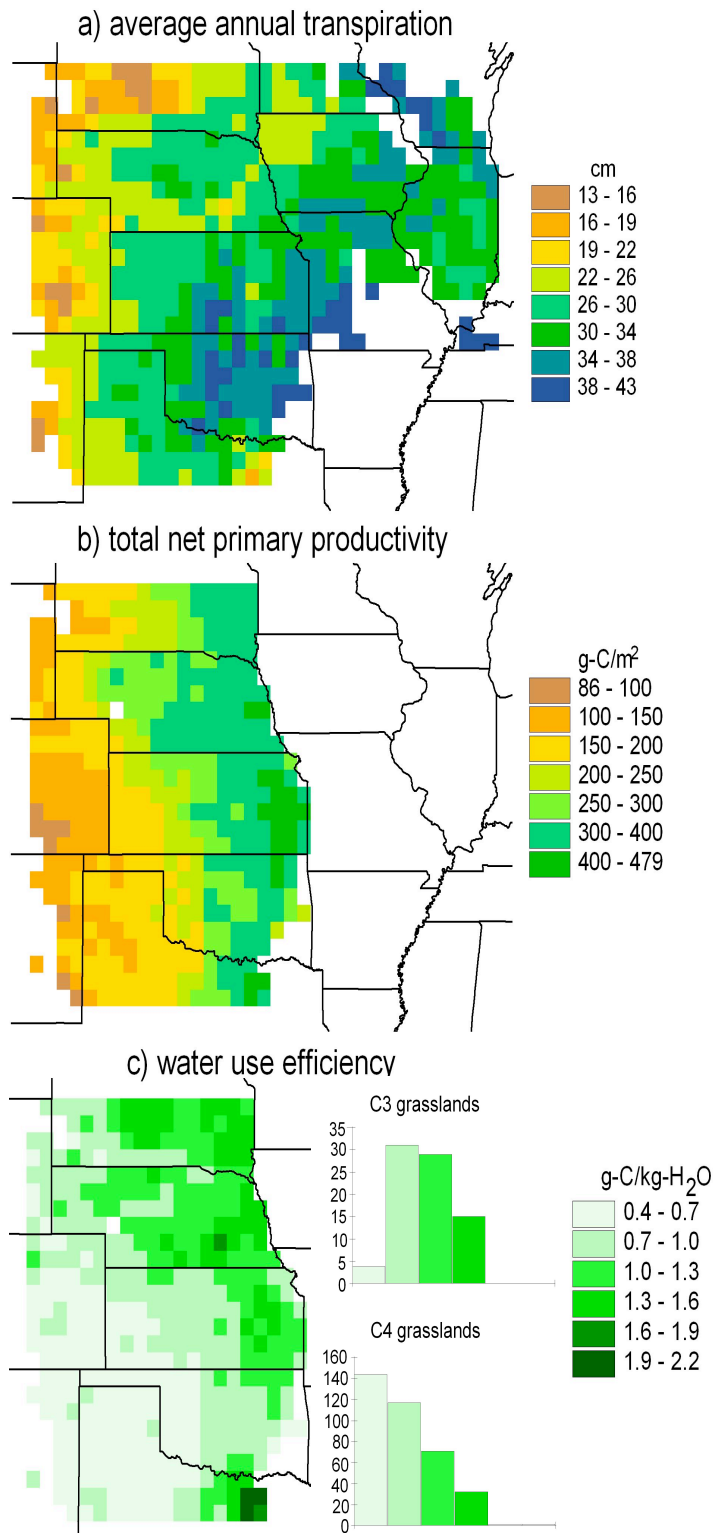 a) average annual transpiration
cm
13 - 16
16 - 19
19 - 22
22 - 26
26 - 30
30 - 34
34 - 38
38 - 43
b) total net primary productivity
g-C/m²
86 - 100
100 - 150
150 - 200
200 - 250
250 - 300
300 - 400
400 - 479
c) water use efficiency
C3 grasslands
35
30
25
20
15
10
5
0
g-C/kg-H₂O
0.4 - 0.7
0.7 - 1.0
1.0 - 1.3
1.3 - 1.6
1.6 - 1.9
1.9 - 2.2
C4 grasslands
160
140
120
100
80
60
40
20
0